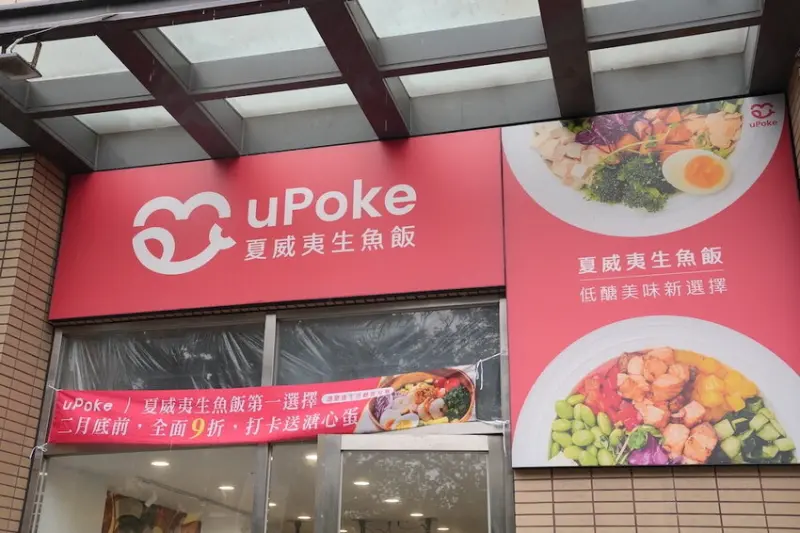 uPoke
夏威夷生魚飯
uPoke
夏威夷生魚飯
低醣美味新選擇
uPoke / 夏威夷生魚飯第一選擇
二月底前，全面9折，打卡送溏心蛋